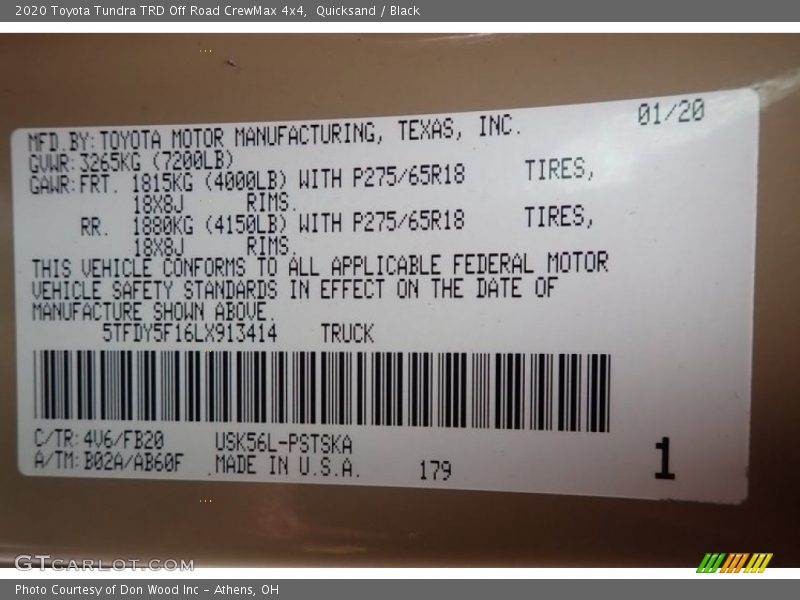 2020 Toyota Tundra TRD Off Road CrewMax 4x4, Quicksand / Black
01/20
MFD.BY:TOYOTA MOTOR MANUFACTURING, TEXAS, INC.
GVWR:3265KG (7200LB)
GAWR:FRT. 1815KG (4000LB) WITH P275/65R18 TIRES,
18X8J RIMS.
RR. 1880KG (4150LB) WITH P275/65R18 TIRES,
18X8J RIMS.
THIS VEHICLE CONFORMS TO ALL APPLICABLE FEDERAL MOTOR
VEHICLE SAFETY STANDARDS IN EFFECT ON THE DATE OF
MANUFACTURE SHOWN ABOVE.
5TFDY5F16LX913414 TRUCK
C/TR:4V6/FB20 USK56L-PSTSKA
A/TM:B02A/AB60F MADE IN U.S.A. 179 1
GTCARLOT.COM
Photo Courtesy of Don Wood Inc - Athens, OH